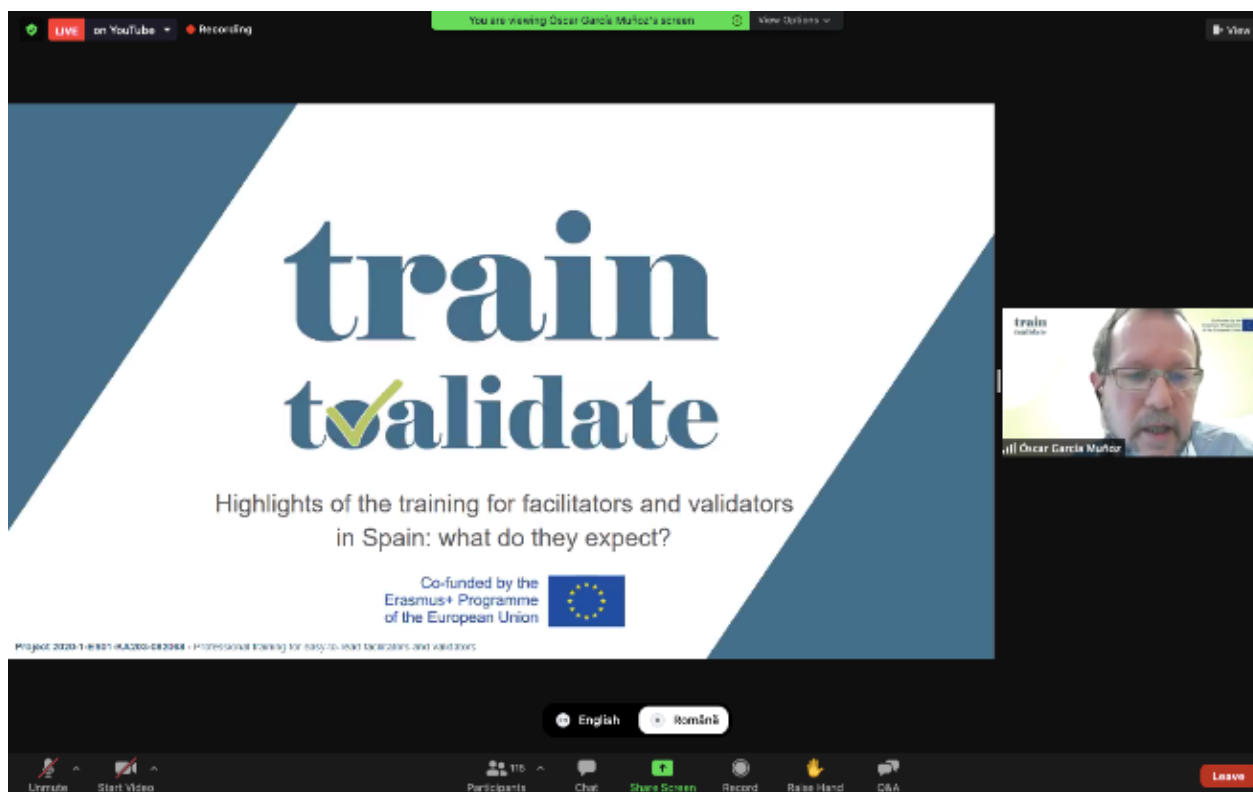 LIVE on YouTube Recording
You are viewing Óscar García Muñoz's screen View Options
View
train
tovalidate
Highlights of the training for facilitators and validators
in Spain: what do they expect?
Co-funded by the
Erasmus+ Programme
of the European Union
- Professional training for easy-to-read facilitators and validators
train
Óscar García Muñoz
English Română
Unmute Start Video Participants Chat Share Screen Record Raise Hand Q&A Leave